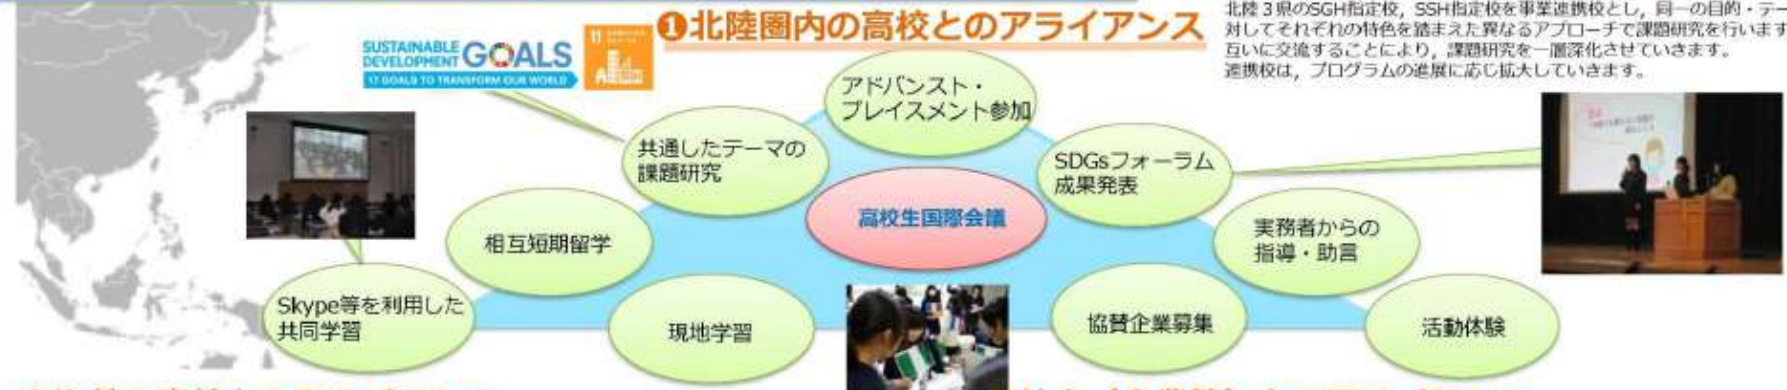 ❶北陸圏内の高校とのアライアンス
北陸3県のSGH指定校，SSH指定校を事業連携校とし，同一の目的・テー
対してそれぞれの特色を踏まえた異なるアプローチで課題研究を行います
互いに交流することにより，課題研究を一層深化させていきます。
連携校は，プログラムの進展に応じ拡大していきます。
SUSTAINABLE
DEVELOPMENT GOALS
17 GOALS TO TRANSFORM OUR WORLD
11
アドバンスト・
プレイスメント参加
共通したテーマの
課題研究
SDGsフォーラム
成果発表
高校生国際会議
相互短期留学
実務者からの
指導・助言
Skype等を利用した
共同学習
現地学習
協賛企業募集
活動体験